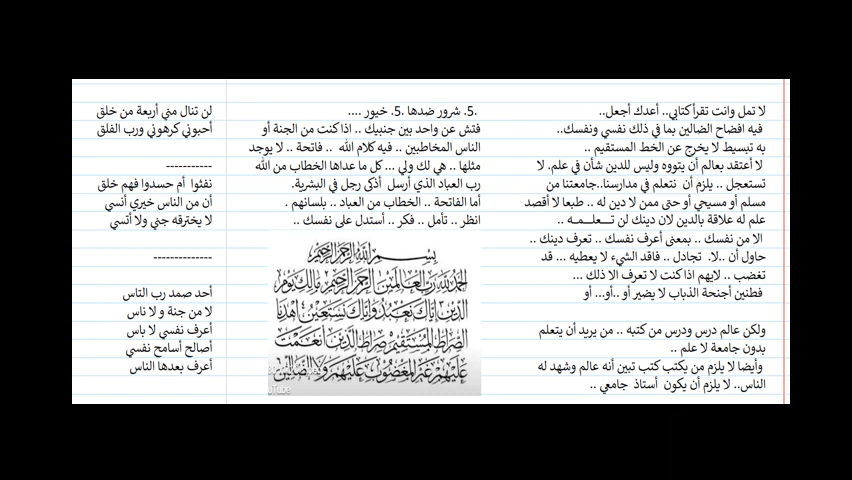 لا تمل وانت تقرأ كتابي.. أعدك أجعل..
فيه افضاح الضالين بما في ذلك نفسي ونفسك..
به تبسيط لا يخرج عن الخط المستقيم ..
لا أعتقد بعالم أن يتووه وليس للدين شأن في علم. لا
تستعجل .. يلزم أن نتعلم في مدارسنا..جامعتنا من
مسلم أو مسيحي أو حتى ممن لا دين له .. طبعا لا أقصد
علم له علاقة بالدين لان دينك لن تــعلــمــه ..
الا من نفسك .. بمعنى أعرف نفسك .. تعرف دينك ..
حاول أن ..لا. تجادل .. فاقد الشيء لا يعطيه ... قد
تغضب .. لايهم اذا كنت لا تعرف الا ذلك ...
فطنين أجنحة الذباب لا يضير أو ..أو... أو
ولكن عالم درس ودرس من كتبه .. من يريد أن يتعلم
بدون جامعة لا علم ..
وأيضا لا يلزم من يكتب كتب تبين أنه عالم وشهد له
الناس.. لا يلزم أن يكون أستاذ جامعي ..
.5. شرور ضدها .5. خيور ....
فتش عن واحد بين جنبيك .. اذا كنت من الجنة أو
الناس المخاطبين .. فيه كلام الله .. فاتحة .. لا يوجد
مثلها .. هي لك ولي ... كل ما عداها الخطاب من الله
رب العباد الذي أرسل أذكى رجل في البشرية.
أما الفاتحة .. الخطاب من العباد .. بلسانهم .
انظر .. تأمل .. فكر .. أستدل على نفسك ..
بسم الله الرحمن الرحيم
الحمد لله رب العالمين الرحمن الرحيم مالك يوم
الدين إياك نعبد وإياك نستعين اهدنا
الصراط المستقيم صراط الذين أنعمت
عليهم غير المغضوب عليهم ولا الضالين
لن تنال مني أربعة من خلق
أحبوني كرهوني ورب الفلق
-----------
نفثوا أم حسدوا فهم خلق
أن من الناس خيري أنسي
لا يخترقه جني ولا أتسي
--------------
أحد صمد رب التاس
لا من جنة و لا ناس
أعرف نفسي لا باس
أصالح أسامح نفسي
أعرف بعدها الناس